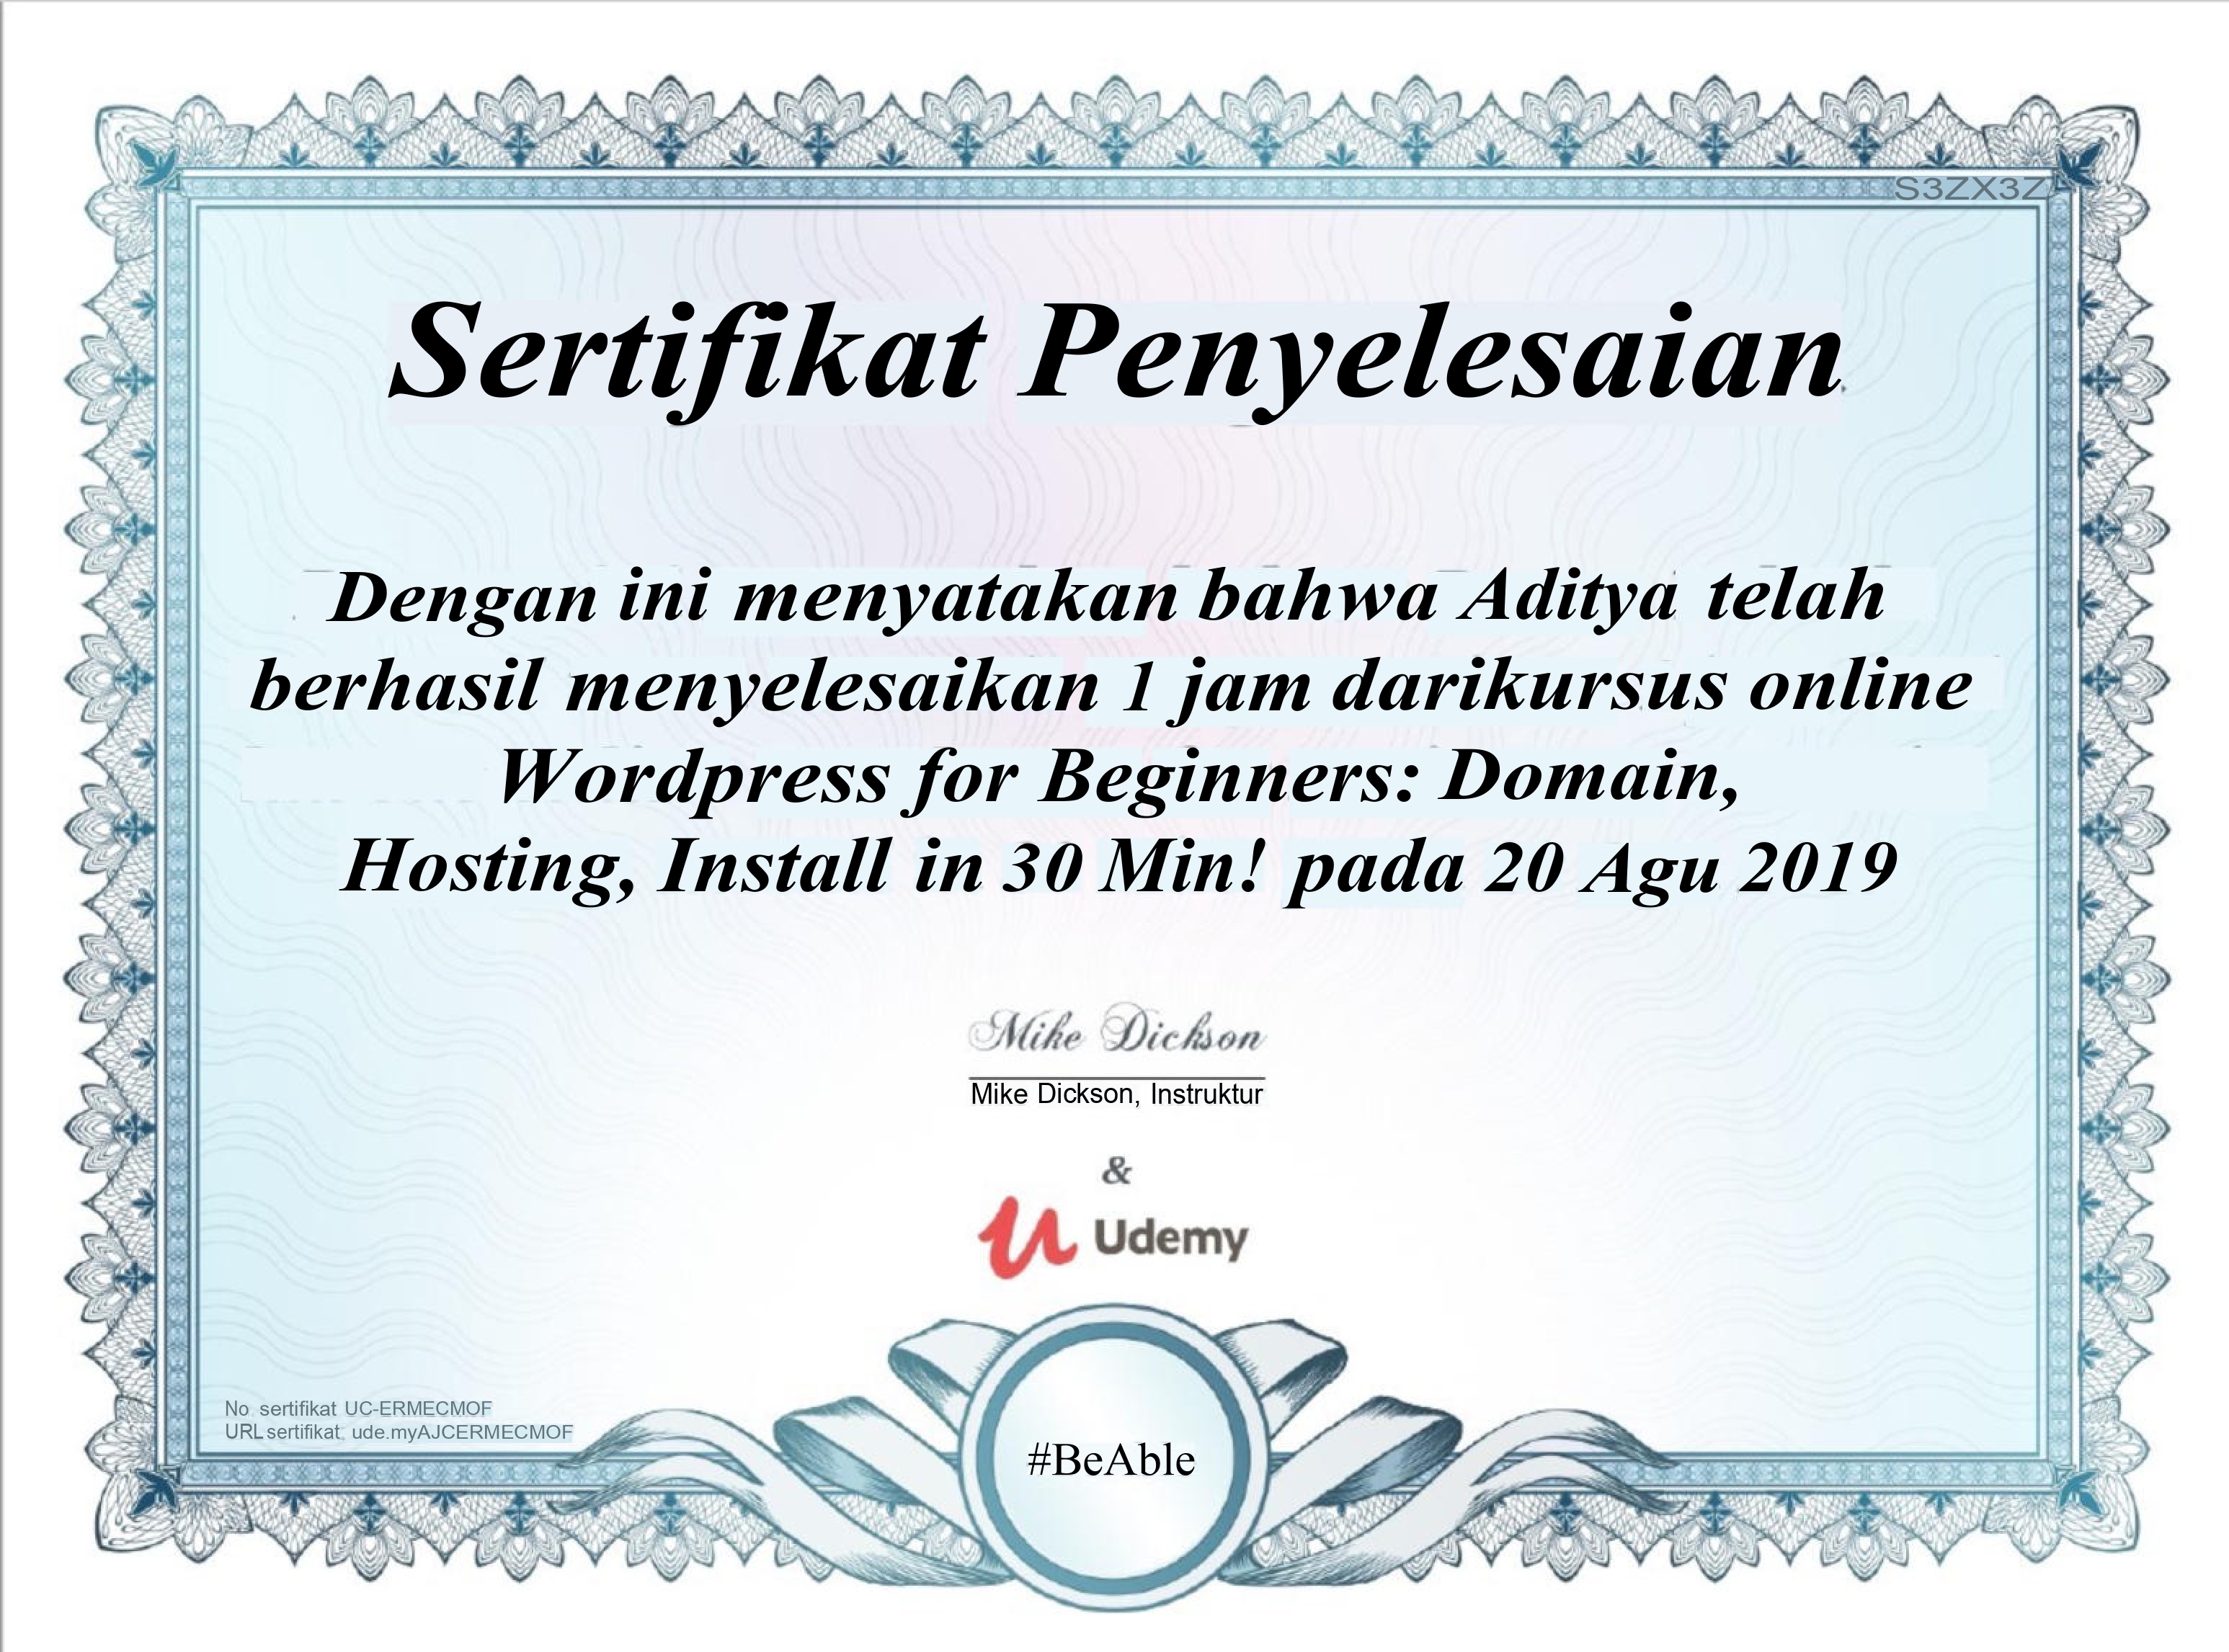 S3ZX3Z
Sertifikat Penyelesaian
Dengan ini menyatakan bahwa Aditya telah
berhasil menyelesaikan 1 jam darikursus online
Wordpress for Beginners: Domain,
Hosting, Install in 30 Min! pada 20 Agu 2019
Mike Dickson
Mike Dickson, Instruktur
&
Udemy
No. sertifikat UC-ERMECMOF
URL sertifikat. ude.myAJCERMECMOF
#BeAble